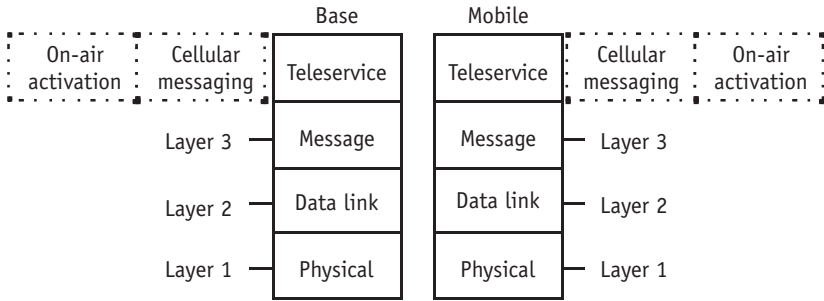 Base Mobile
On-air activation Cellular messaging Teleservice Teleservice Cellular messaging On-air activation
Layer 3 Message Message Layer 3
Layer 2 Data link Data link Layer 2
Layer 1 Physical Physical Layer 1